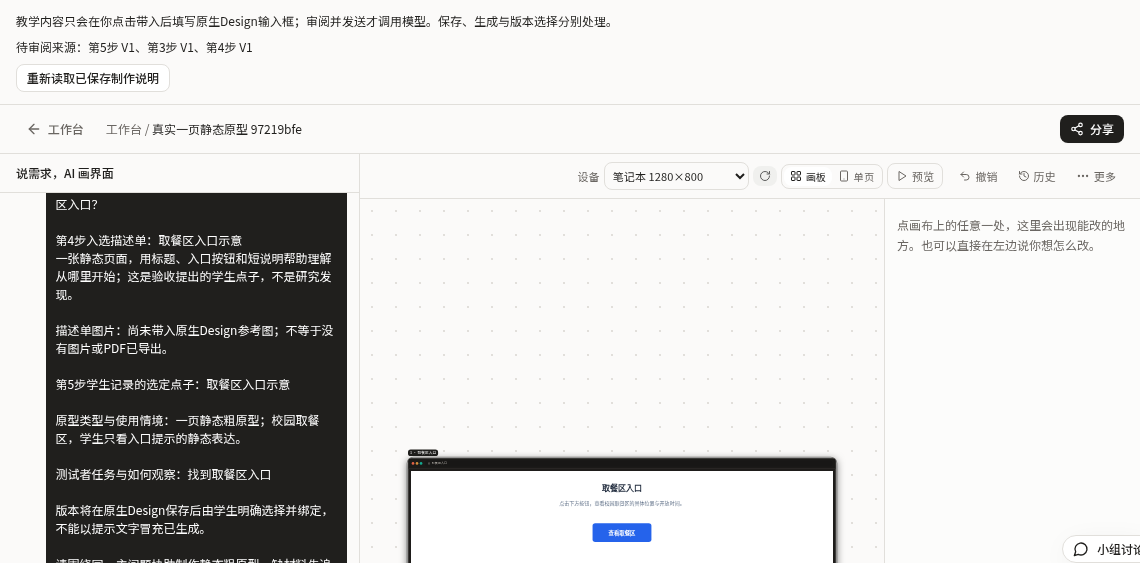 教学内容只会在你点击带入后填写原生Design输入框；审阅并发送才调用模型。保存、生成与版本选择分别处理。
待审阅来源：第5步 V1、第3步 V1、第4步 V1
重新读取已保存制作说明
工作台
工作台 / 真实一页静态原型 97219bfe
分享
说需求，AI 画界面
设备
笔记本 1280×800
画板
单页
预览
撤销
历史
更多
区入口？
第4步入选描述单：取餐区入口示意
一张静态页面，用标题、入口按钮和短说明帮助理解
从哪里开始；这是验收提出的学生点子，不是研究发
现。
描述单图片：尚未带入原生Design参考图；不等于没
有图片或PDF已导出。
第5步学生记录的选定点子：取餐区入口示意
原型类型与使用情境：一页静态粗原型；校园取餐
区，学生只看入口提示的静态表达。
测试者任务与如何观察：找到取餐区入口
版本将在原生Design保存后由学生明确选择并绑定，
不能以提示文字冒充已生成。
点画布上的任意一处，这里会出现能改的地
方。也可以直接在左边说你想怎么改。
取餐区入口
查看取餐区
小组讨论